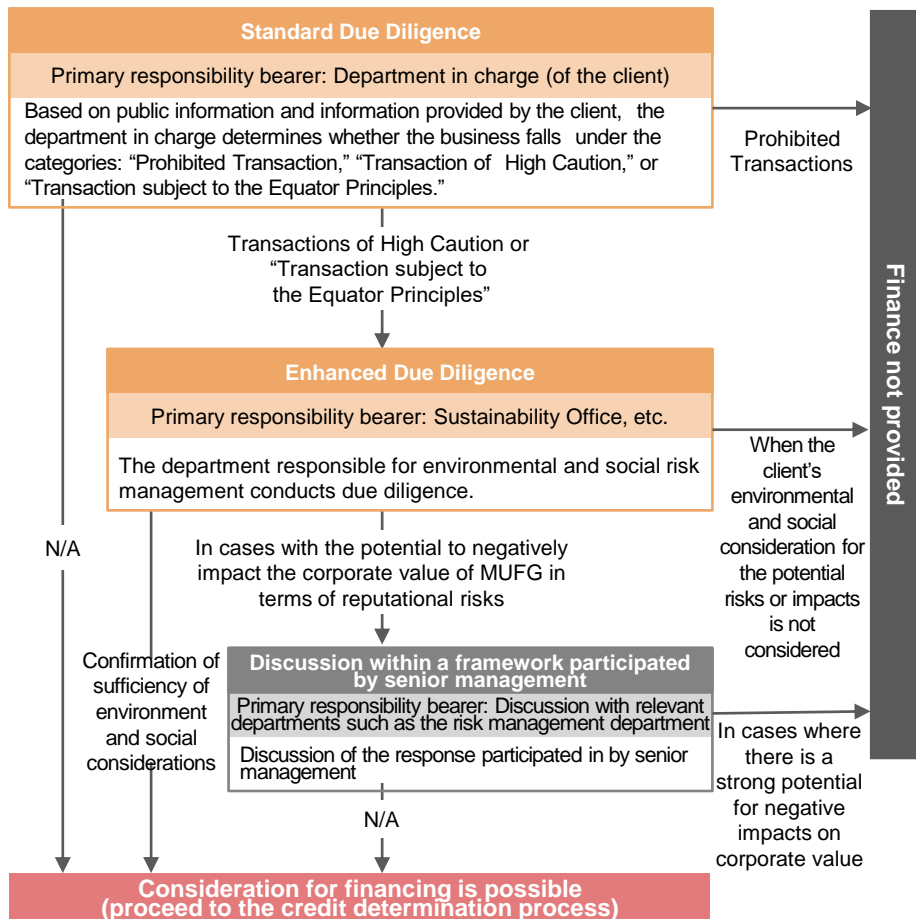 Standard Due Diligence
Primary responsibility bearer: Department in charge (of the client)
Based on public information and information provided by the client, the
department in charge determines whether the business falls under the
categories: “Prohibited Transaction,” “Transaction of High Caution,” or
“Transaction subject to the Equator Principles.”
Prohibited
Transactions
Transactions of High Caution or
“Transaction subject to
the Equator Principles”
Finance not provided
Enhanced Due Diligence
Primary responsibility bearer: Sustainability Office, etc.
The department responsible for environmental and social risk
management conducts due diligence.
When the
client’s
environmental
and social
consideration for
the potential
risks or impacts
is not
considered
N/A
In cases with the potential to negatively
impact the corporate value of MUFG in
terms of reputational risks
Confirmation of
sufficiency of
environment
and social
considerations
Discussion within a framework participated
by senior management
Primary responsibility bearer: Discussion with relevant
departments such as the risk management department
Discussion of the response participated in by senior
management
In cases where
there is a
strong potential
for negative
impacts on
corporate value
N/A
Consideration for financing is possible
(proceed to the credit determination process)